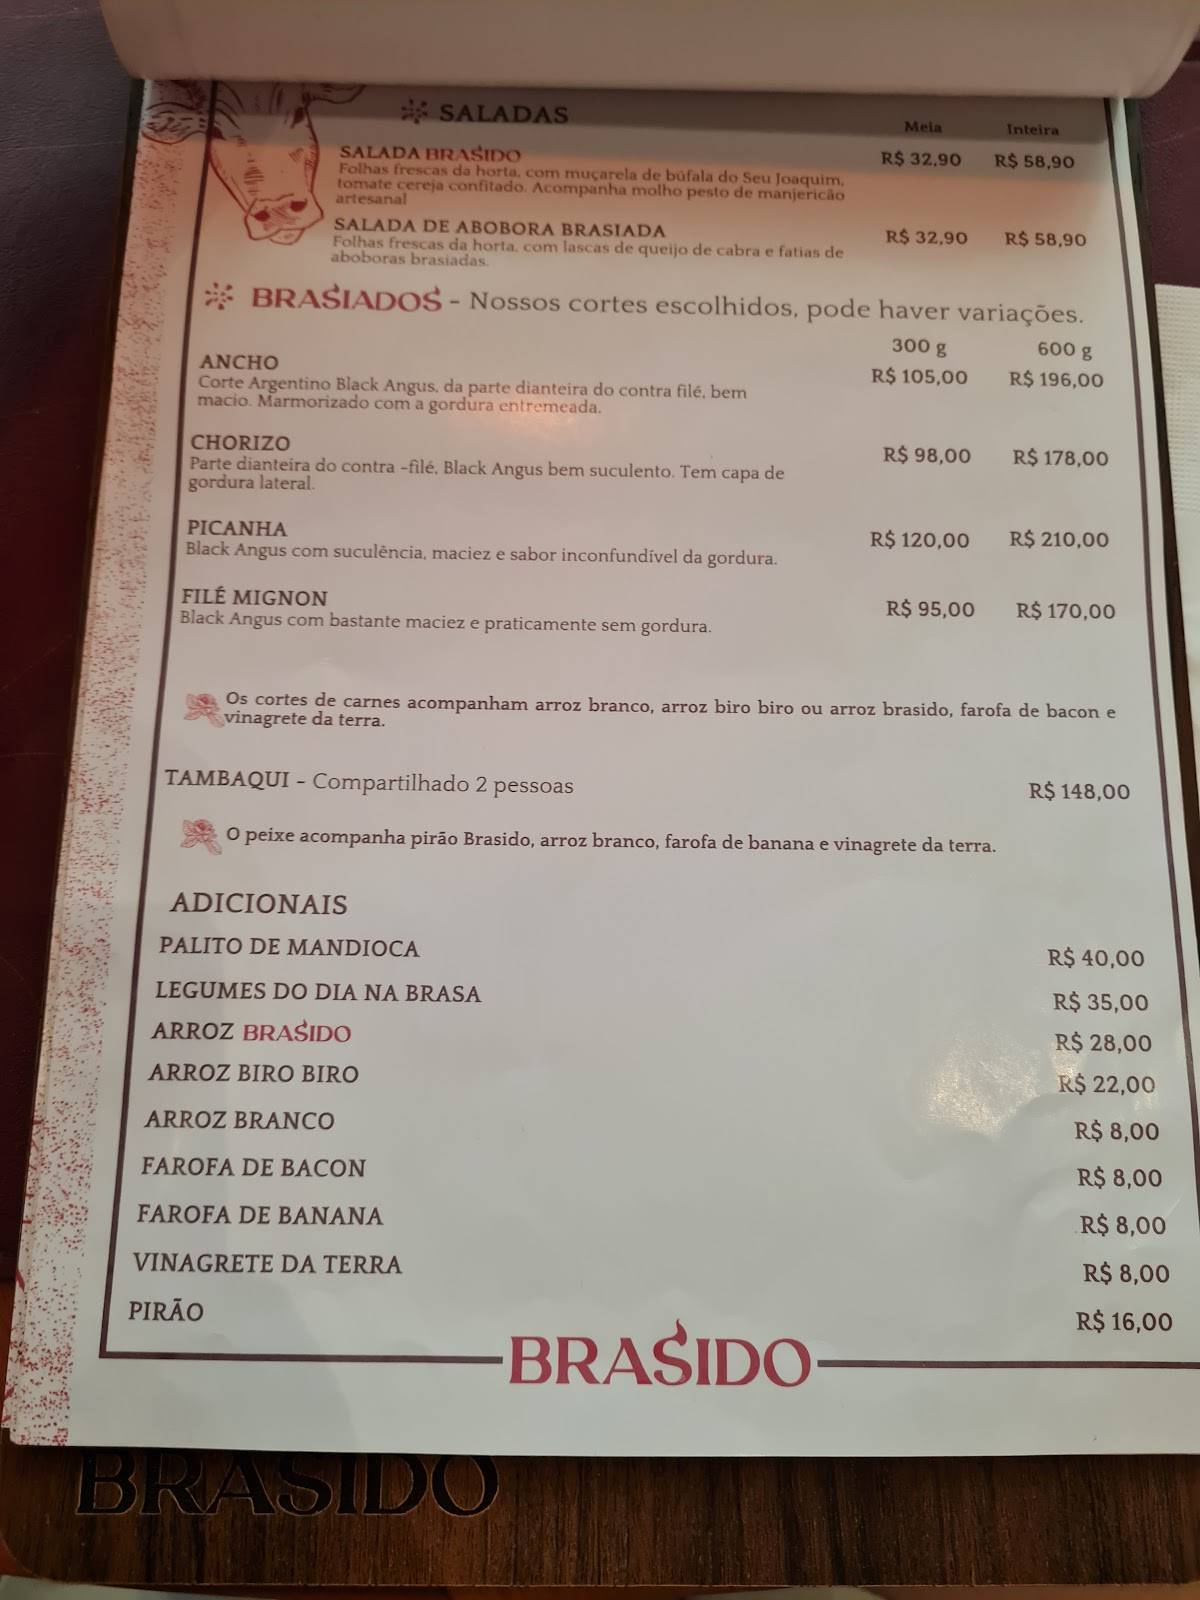 SALADAS
Meia Inteira
SALADA BRASIDO R$ 32,90 R$ 58,90
Folhas frescas da horta, com muçarela de búfala do Seu Joaquim,
tomate cereja confitado. Acompanha molho pesto de manjericão
artesanal
SALADA DE ABOBORA BRASIADA R$ 32,90 R$ 58,90
Folhas frescas da horta, com lascas de queijo de cabra e fatias de
aboboras brasiadas.
BRASIADOS - Nossos cortes escolhidos, pode haver variações.
300 g 600 g
ANCHO R$ 105,00 R$ 196,00
Corte Argentino Black Angus, da parte dianteira do contra filé, bem
macio. Marmorizado com a gordura entremeada.
CHORIZO R$ 98,00 R$ 178,00
Parte dianteira do contra -filé, Black Angus bem suculento. Tem capa de
gordura lateral.
PICANHA R$ 120,00 R$ 210,00
Black Angus com suculência, maciez e sabor inconfundível da gordura.
FILÉ MIGNON R$ 95,00 R$ 170,00
Black Angus com bastante maciez e praticamente sem gordura.
Os cortes de carnes acompanham arroz branco, arroz biro biro ou arroz brasido, farofa de bacon e
vinagrete da terra.
TAMBAQUI - Compartilhado 2 pessoas R$ 148,00
O peixe acompanha pirão Brasido, arroz branco, farofa de banana e vinagrete da terra.
ADICIONAIS
PALITO DE MANDIOCA R$ 40,00
LEGUMES DO DIA NA BRASA R$ 35,00
ARROZ BRASIDO R$ 28,00
ARROZ BIRO BIRO R$ 22,00
ARROZ BRANCO R$ 8,00
FAROFA DE BACON R$ 8,00
FAROFA DE BANANA R$ 8,00
VINAGRETE DA TERRA R$ 8,00
PIRÃO R$ 16,00
BRASIDO
BRASIDO